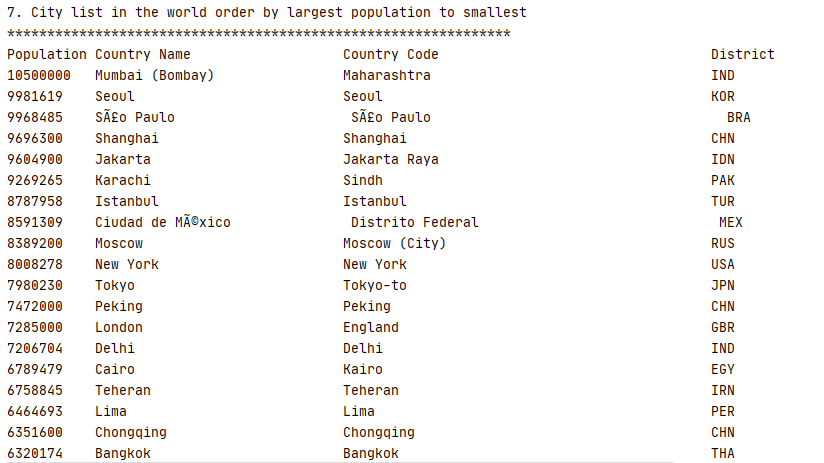 7. City list in the world order by largest population to smallest
***************************************************************
Population Country Name Country Code District
10500000 Mumbai (Bombay) Maharashtra IND
9981619 Seoul Seoul KOR
9968485 SÃ£o Paulo SÃ£o Paulo BRA
9696300 Shanghai Shanghai CHN
9604900 Jakarta Jakarta Raya IDN
9269265 Karachi Sindh PAK
8787958 Istanbul Istanbul TUR
8591309 Ciudad de MÃ©xico Distrito Federal MEX
8389200 Moscow Moscow (City) RUS
8008278 New York New York USA
7980230 Tokyo Tokyo-to JPN
7472000 Peking Peking CHN
7285000 London England GBR
7206704 Delhi Delhi IND
6789479 Cairo Kairo EGY
6758845 Teheran Teheran IRN
6464693 Lima Lima PER
6351600 Chongqing Chongqing CHN
6320174 Bangkok Bangkok THA